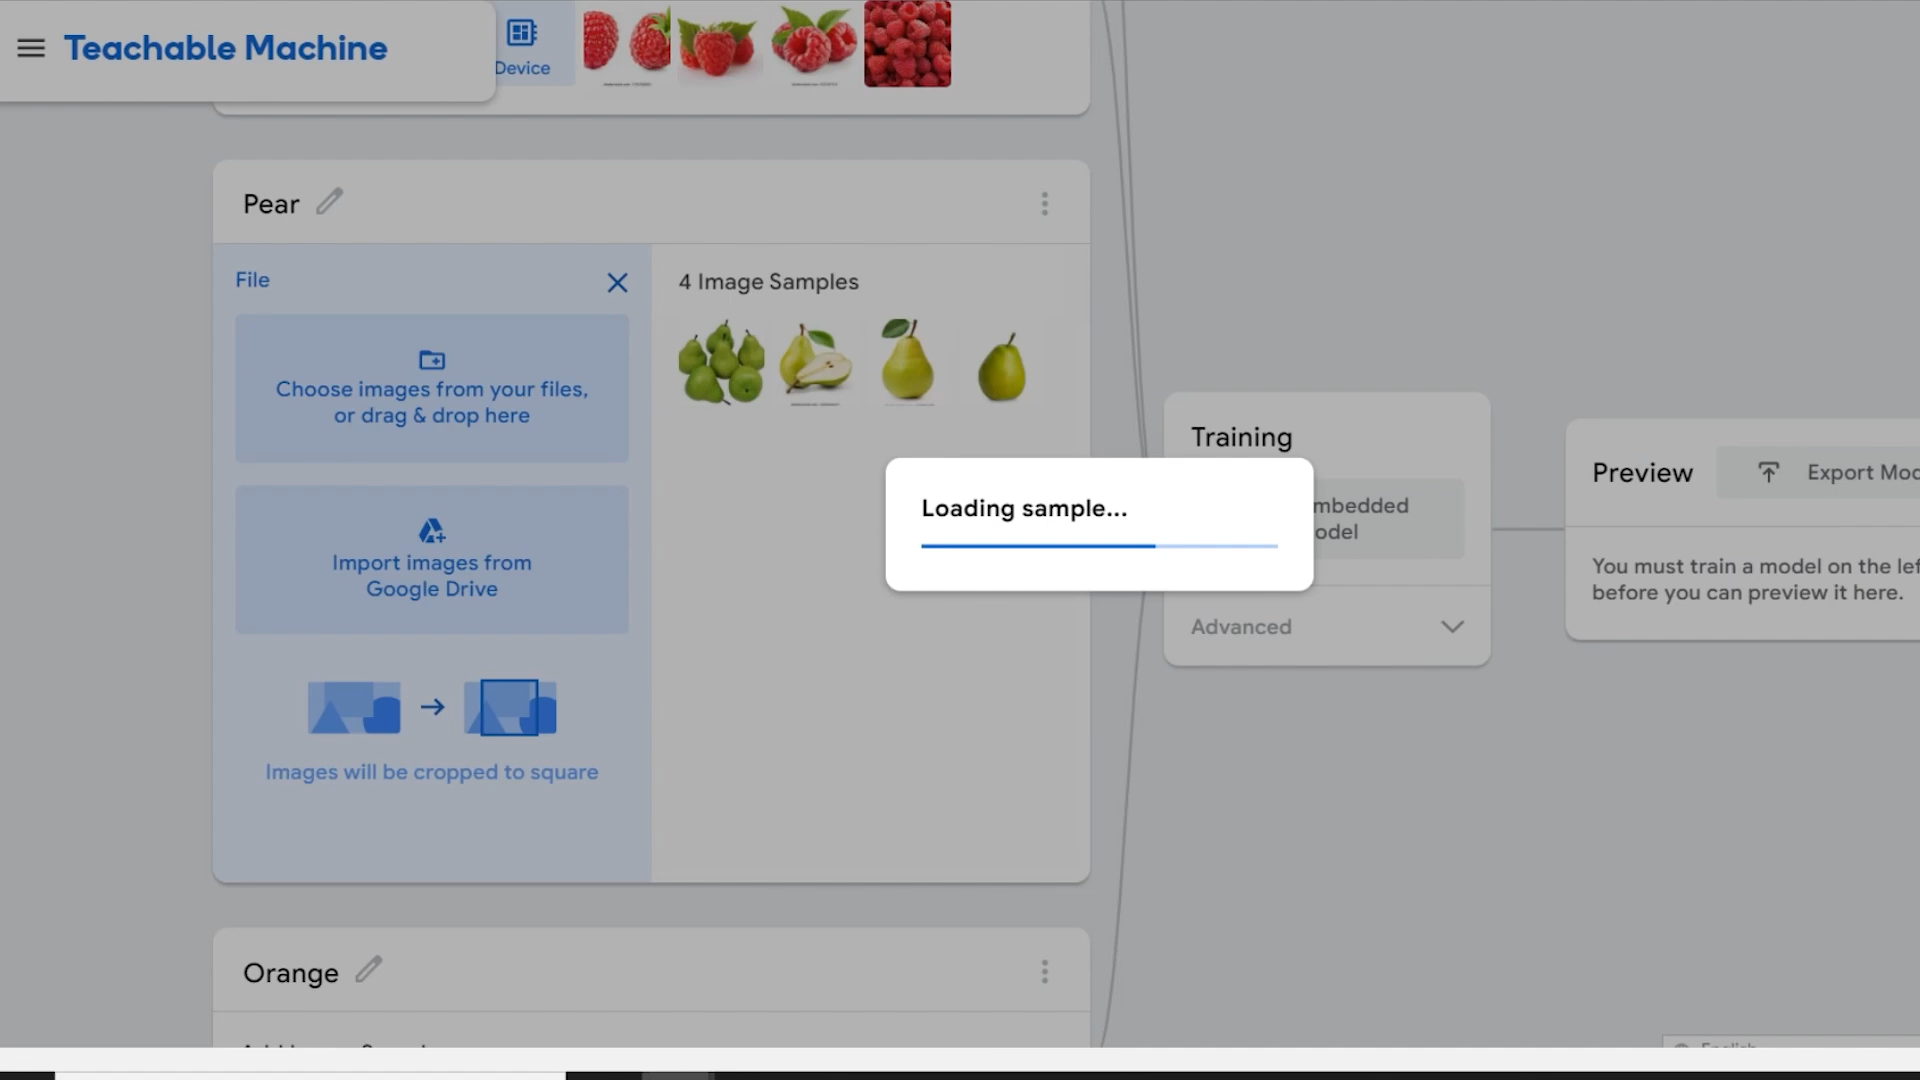 Teachable Machine
Device
Pear
File
4 Image Samples
Choose images from your files,
or drag & drop here
Import images from
Google Drive
Images will be cropped to square
Training
Loading sample...
mbedded
odel
Advanced
Preview
Export Moc
You must train a model on the lef
before you can preview it here.
Orange
English